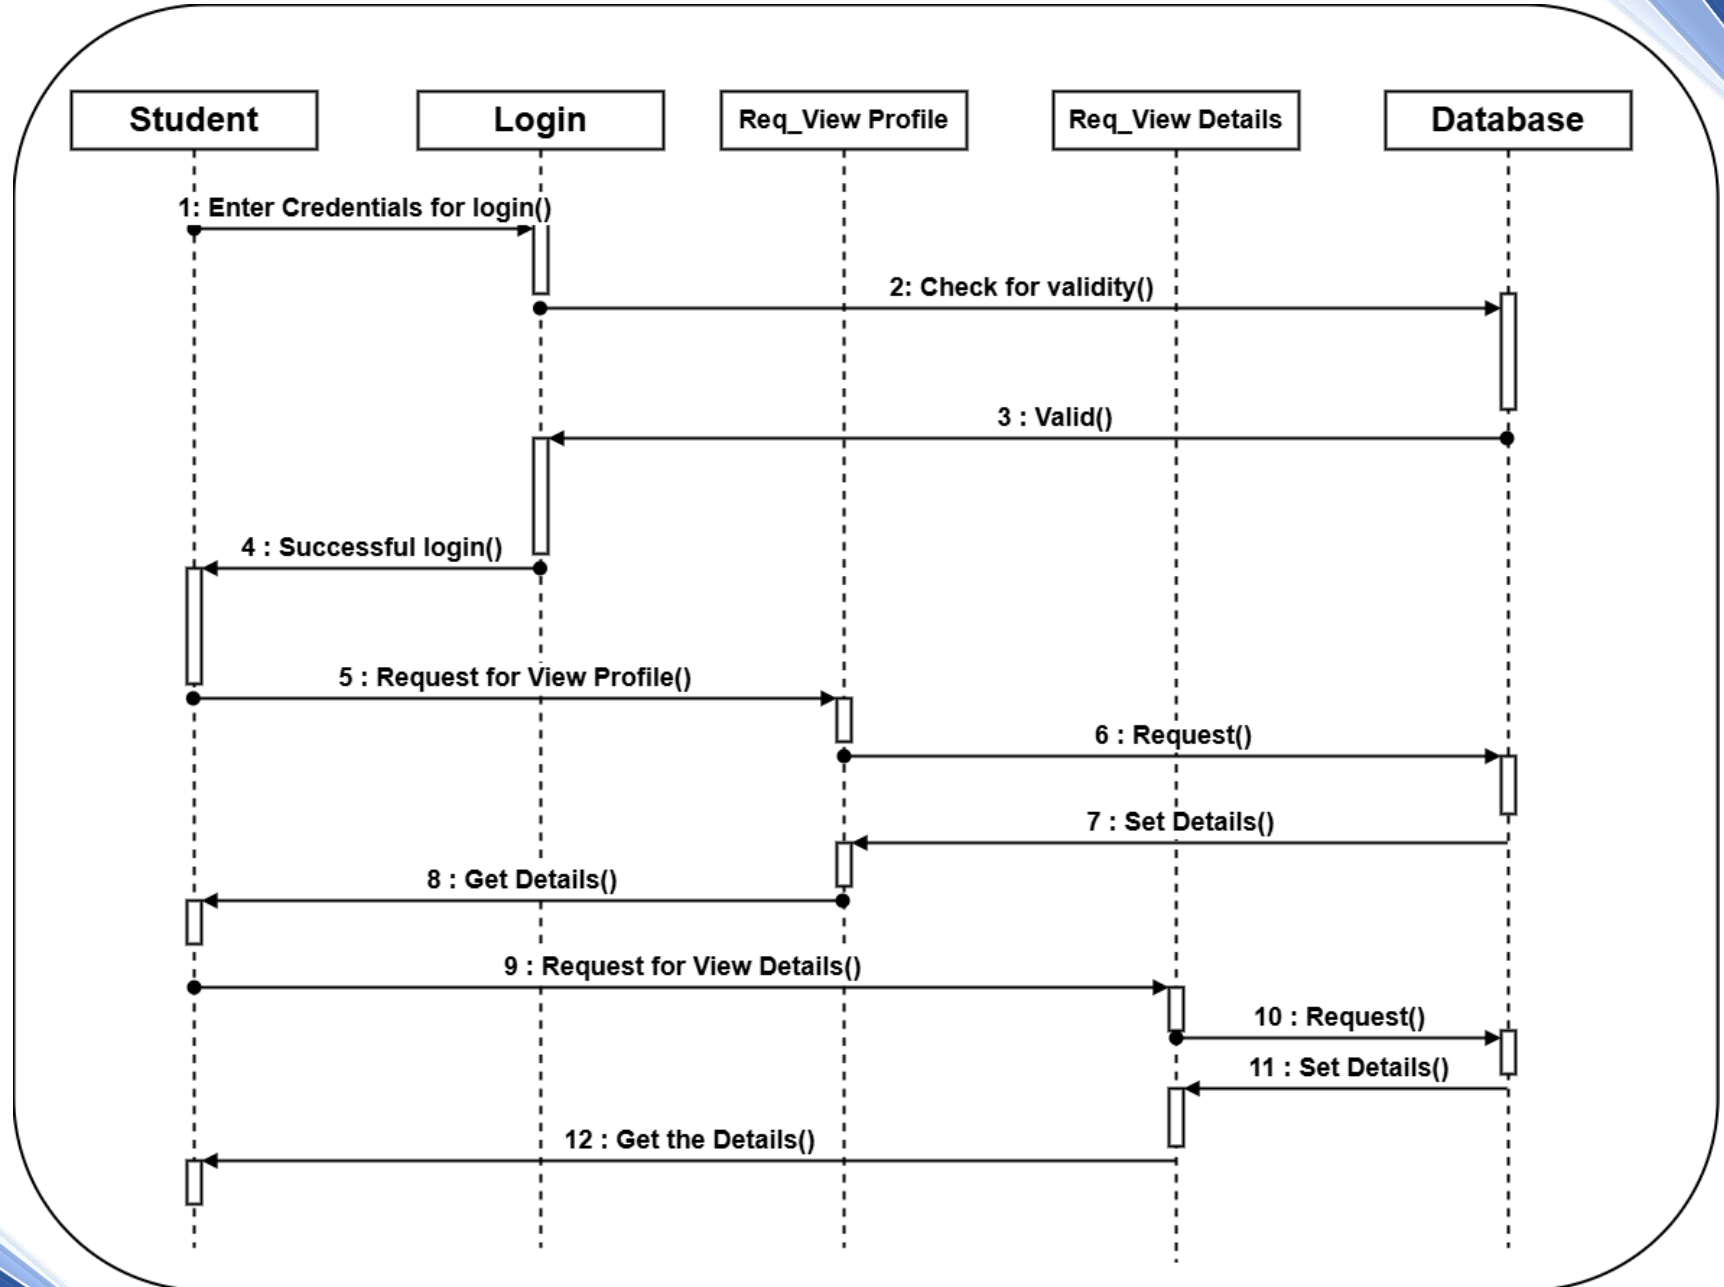 Student
Login
Req_View Profile
Req_View Details
Database
1: Enter Credentials for login()
2: Check for validity()
3 : Valid()
4 : Successful login()
5 : Request for View Profile()
6 : Request()
7 : Set Details()
8 : Get Details()
9 : Request for View Details()
10 : Request()
11 : Set Details()
12 : Get the Details()